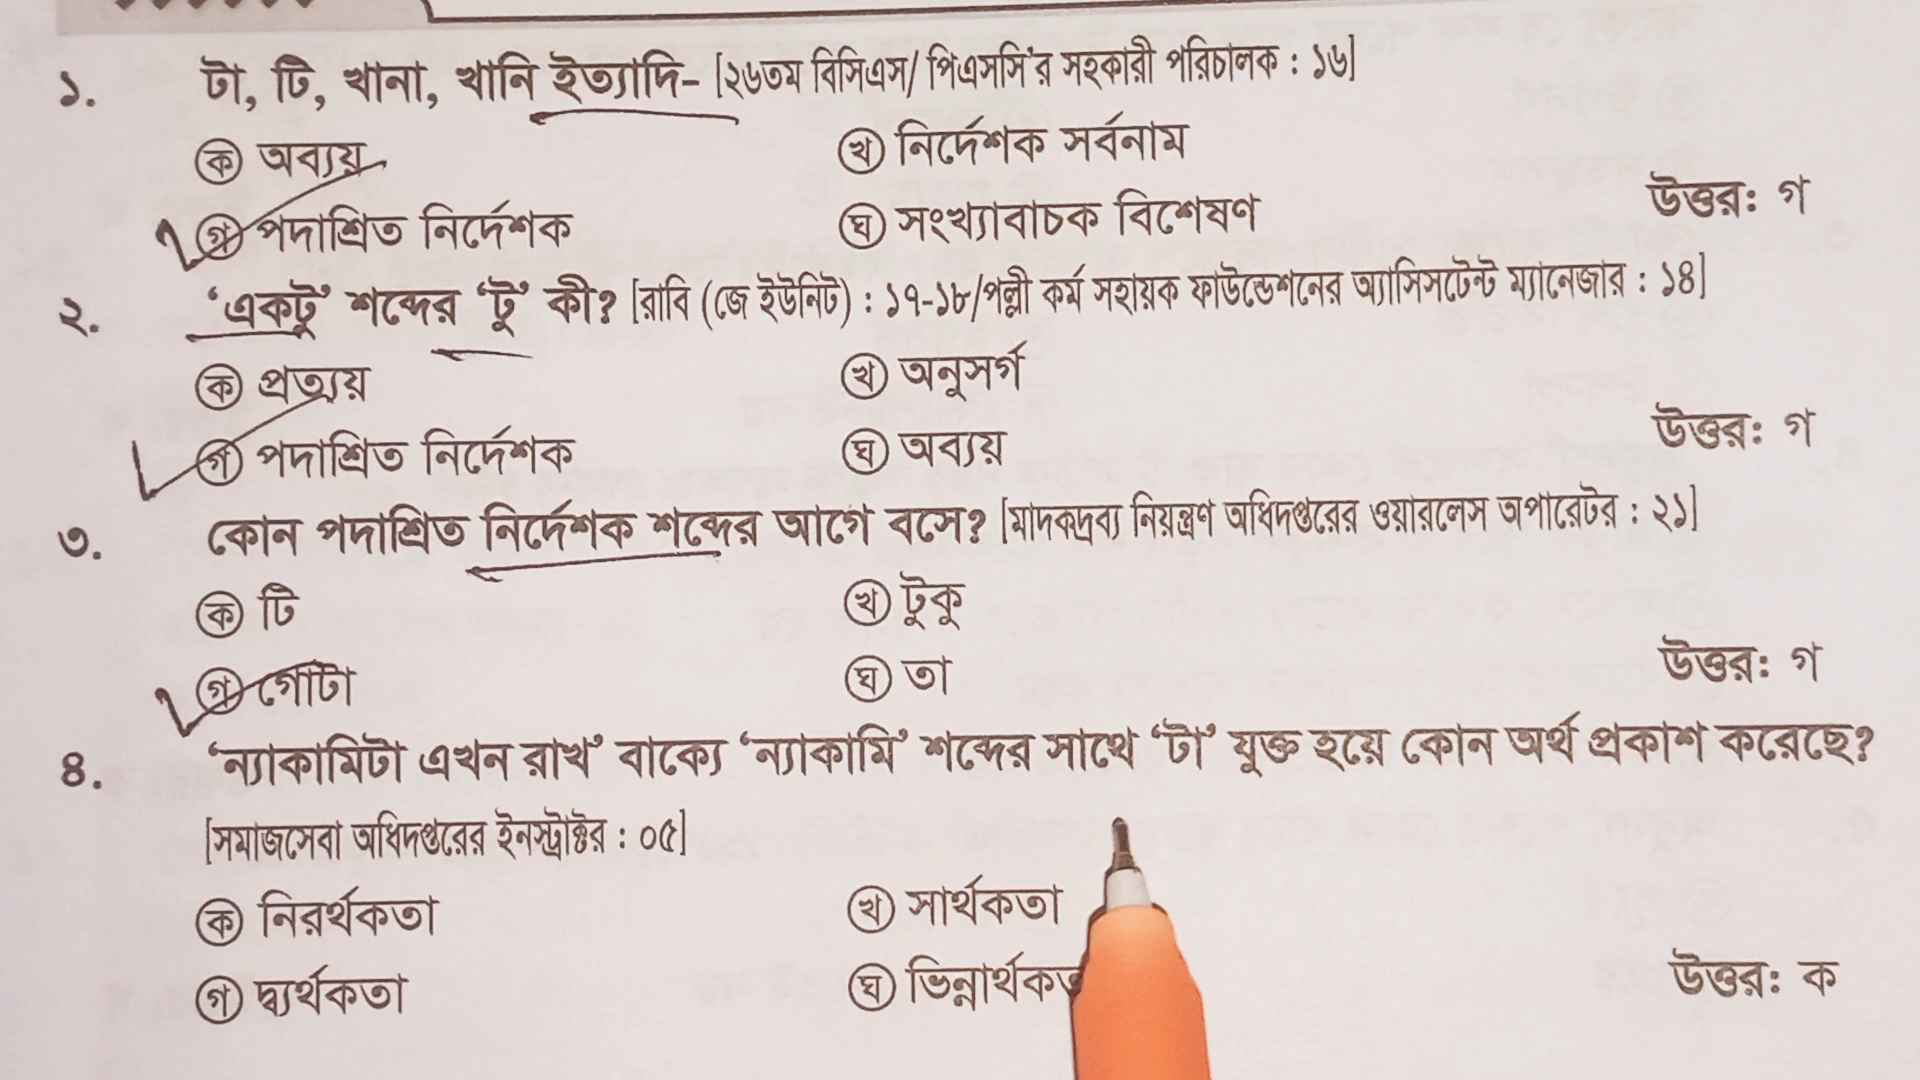 ১. টা, টি, খানা, খানি ইত্যাদি- [২৬তম বিসিএস/ পিএসসি'র সহকারী পরিচালক : ১৬]
ক অব্যয় খ নির্দেশক সর্বনাম
গ পদাশ্রিত নির্দেশক ঘ সংখ্যাবাচক বিশেষণ উত্তর: গ
২. ‘একটু’ শব্দের ‘টু’ কী? [রাবি (জে ইউনিট) : ১৭-১৮/পল্লী কর্ম সহায়ক ফাউন্ডেশনের অ্যাসিসটেন্ট ম্যানেজার : ১৪]
ক প্রত্যয় খ অনুসর্গ
গ পদাশ্রিত নির্দেশক ঘ অব্যয় উত্তর: গ
৩. কোন পদাশ্রিত নির্দেশক শব্দের আগে বসে? [মাদকদ্রব্য নিয়ন্ত্রণ অধিদপ্তরের ওয়ারলেস অপারেটর : ২১]
ক টি খ টুকু
গ গোটা ঘ তা উত্তর: গ
৪. ‘ন্যাকামিটা এখন রাখ’ বাক্যে ‘ন্যাকামি’ শব্দের সাথে ‘টা’ যুক্ত হয়ে কোন অর্থ প্রকাশ করেছে?
[সমাজসেবা অধিদপ্তরের ইনস্ট্রাক্টর : ০৫]
ক নিরর্থকতা খ সার্থকতা
গ দ্ব্যর্থকতা ঘ ভিন্নার্থকত উত্তর: ক